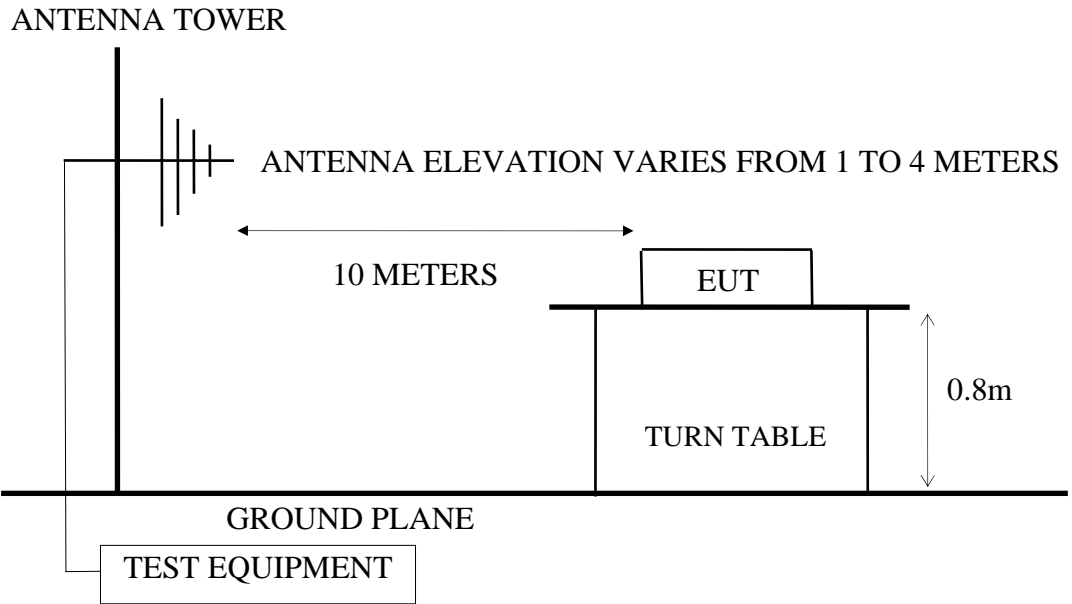 ANTENNA TOWER
ANTENNA ELEVATION VARIES FROM 1 TO 4 METERS
10 METERS
EUT
0.8m
TURN TABLE
GROUND PLANE
TEST EQUIPMENT